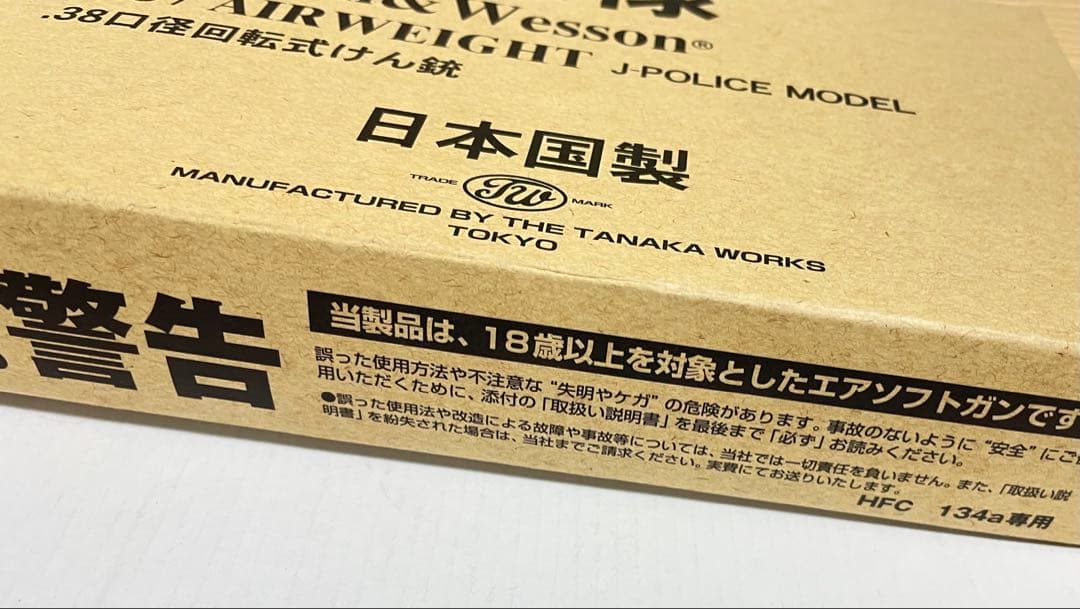 様
& Wesson®
AIRWEIGHT J-POLICE MODEL
.38口径回転式けん銃
日本国製
TRADE TW MARK
MANUFACTURED BY THE TANAKA WORKS
TOKYO
警告
当製品は、18歳以上を対象としたエアソフトガンです
誤った使用方法や不注意な“失明やケガ”の危険があります。事故のないように“安全”にご使
用いただくために、添付の「取扱い説明書」を最後まで「必ず」お読みください。
●誤った使用法や改造による故障や事故等については、当社では一切責任を負いません。また、「取扱い説
明書」を紛失された場合は、当社までご請求ください。実費にてお送りいたします。
HFC 134a専用